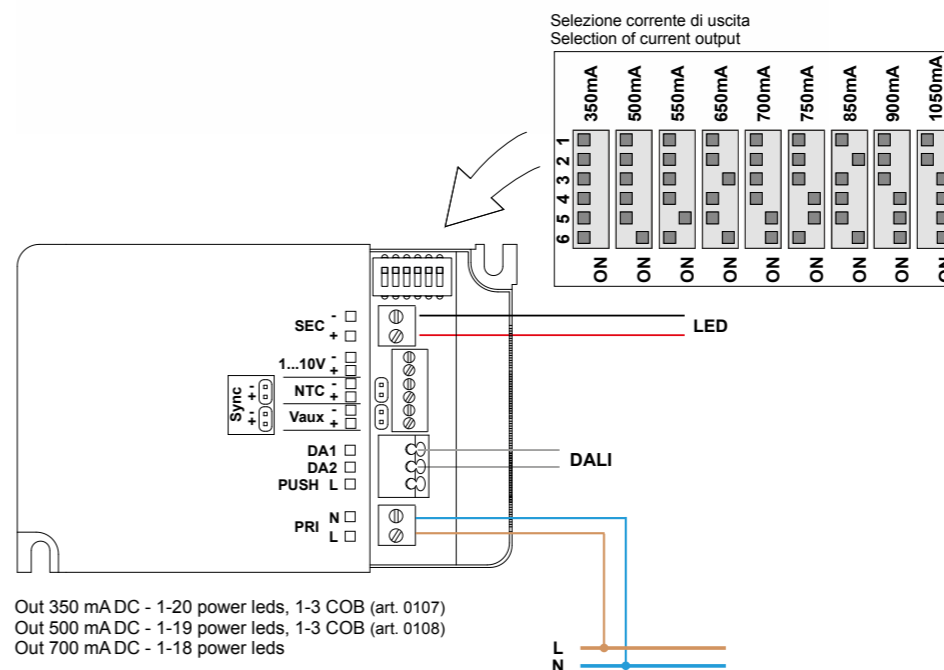 Selezione corrente di uscita
Selection of current output
350mA 500mA 550mA 650mA 700mA 750mA 850mA 900mA 1050mA
1
2
3
4
5
6
ON ON ON ON ON ON ON ON ON
SEC -
+
LED
1...10V -
+
NTC -
+
Vaux -
+
Sync + -
+ -
DA1
DA2
DALI
PUSH L
PRI N
L
Out 350 mA DC - 1-20 power leds, 1-3 COB (art. 0107)
Out 500 mA DC - 1-19 power leds, 1-3 COB (art. 0108)
Out 700 mA DC - 1-18 power leds
L
N